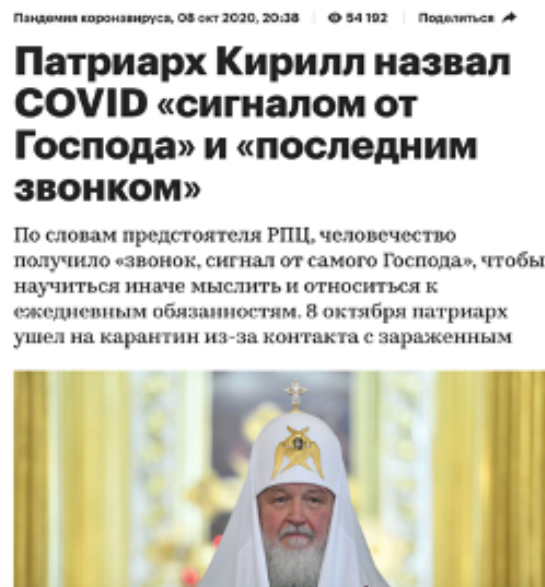 Пандемия коронавируса, 08 окт 2020, 20:38 54 192 Поделиться
Патриарх Кирилл назвал
COVID «сигналом от
Господа» и «последним
звонком»
По словам предстоятеля РПЦ, человечество
получило «звонок, сигнал от самого Господа», чтобы
научиться иначе мыслить и относиться к
ежедневным обязанностям. 8 октября патриарх
ушел на карантин из-за контакта с зараженным